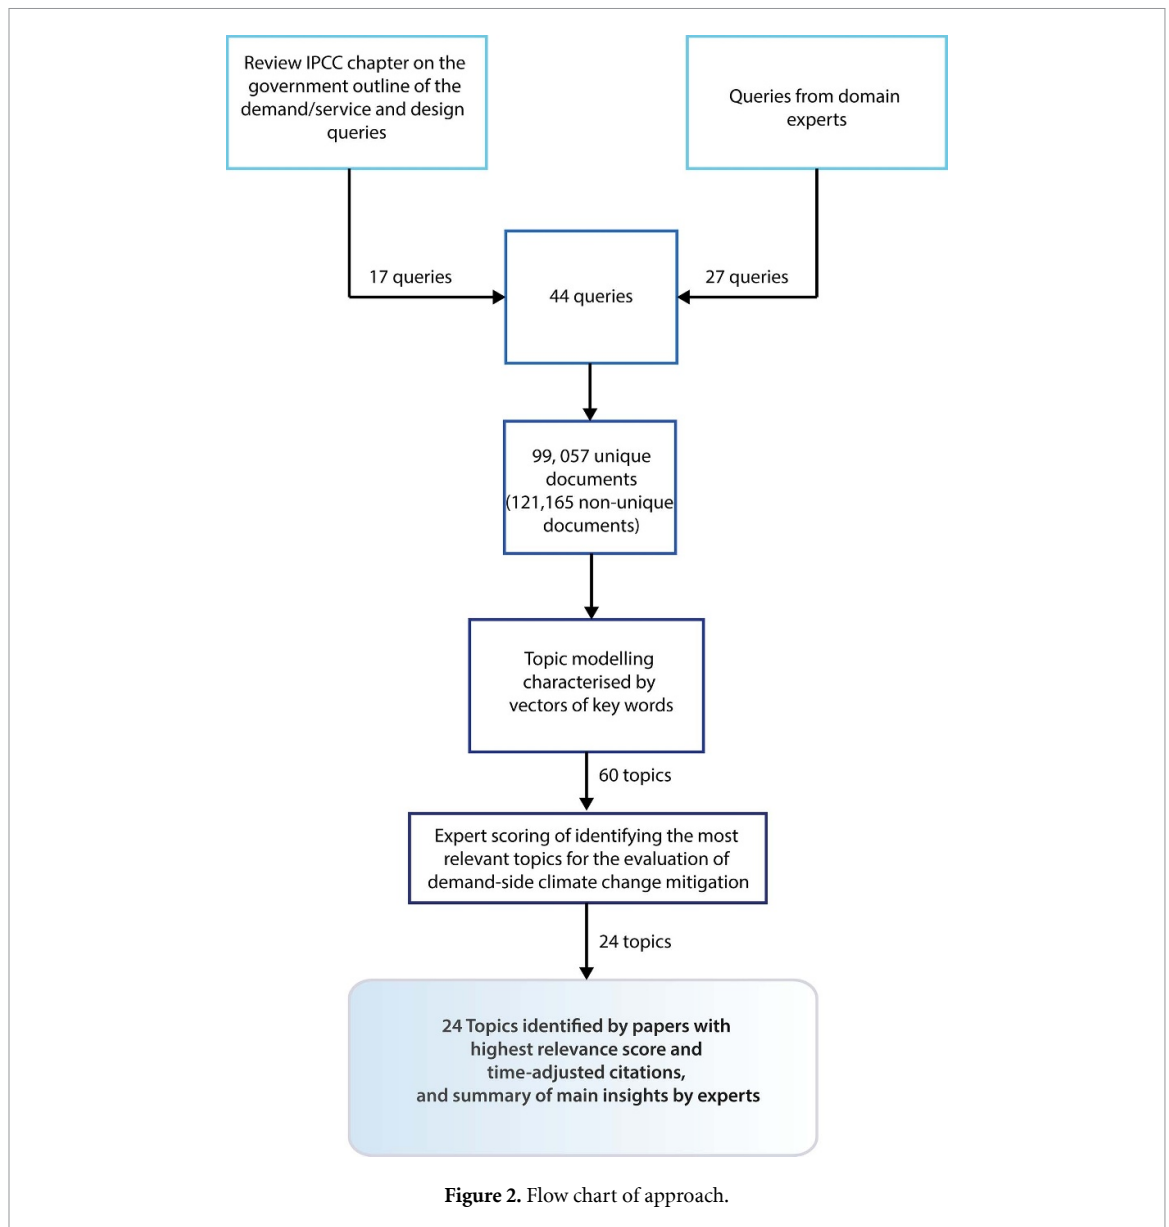 Review IPCC chapter on the
government outline of the
demand/service and design
queries
Queries from domain
experts
17 queries
27 queries
44 queries
99, 057 unique
documents
(121,165 non-unique
documents)
Topic modelling
characterised by
vectors of key words
60 topics
Expert scoring of identifying the most
relevant topics for the evaluation of
demand-side climate change mitigation
24 topics
24 Topics identified by papers with
highest relevance score and
time-adjusted citations,
and summary of main insights by experts
Figure 2. Flow chart of approach.